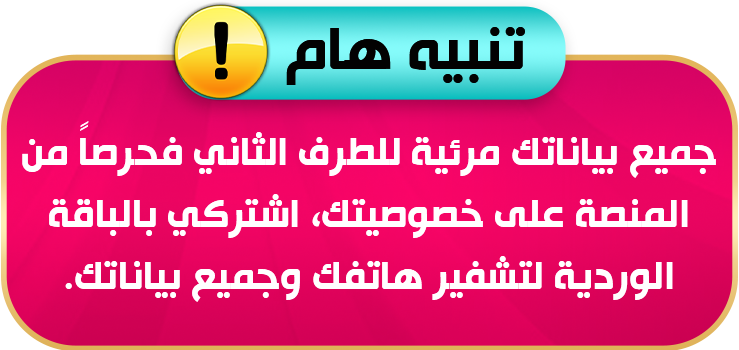 تنبيه هام !
جميع بياناتك مرئية للطرف الثاني فحرصاً من
المنصة على خصوصيتك، اشتركي بالباقة
الوردية لتشفير هاتفك وجميع بياناتك.